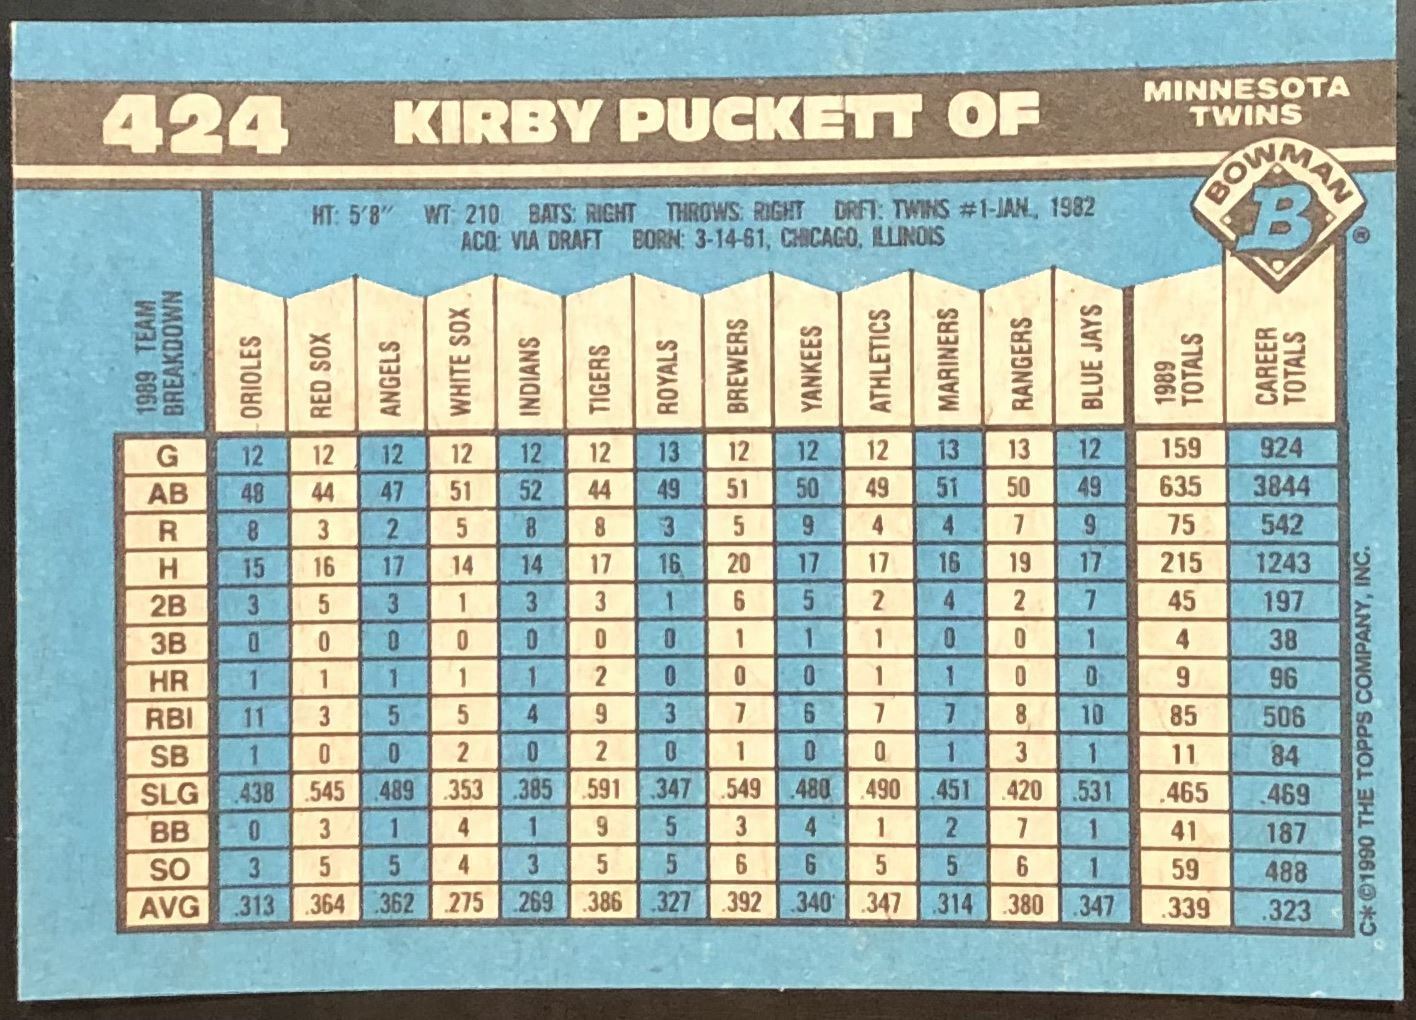 424 KIRBY PUCKETT OF MINNESOTA TWINS
BOWMAN B ®
HT: 5'8" WT: 210 BATS: RIGHT THROWS: RIGHT DRFT: TWINS #1-JAN., 1982
ACQ: VIA DRAFT BORN: 3-14-61, CHICAGO, ILLINOIS
1989 TEAM BREAKDOWN ORIOLES RED SOX ANGELS WHITE SOX INDIANS TIGERS ROYALS BREWERS YANKEES ATHLETICS MARINERS RANGERS BLUE JAYS 1989 TOTALS CAREER TOTALS
G 12 12 12 12 12 12 13 12 12 12 13 13 12 159 924
AB 48 44 47 51 52 44 49 51 50 49 51 50 49 635 3844
R 8 3 2 5 8 8 3 5 9 4 4 7 9 75 542
H 15 16 17 14 14 17 16 20 17 17 16 19 17 215 1243
2B 3 5 3 1 3 3 1 6 5 2 4 2 7 45 197
3B 0 0 0 0 0 0 0 1 1 1 0 0 1 4 38
HR 1 1 1 1 1 2 0 0 0 1 1 0 0 9 96
RBI 11 3 5 5 4 9 3 7 6 7 7 8 10 85 506
SB 1 0 0 2 0 2 0 1 0 0 1 3 1 11 84
SLG .438 .545 .489 .353 .385 .591 .347 .549 .480 .490 .451 .420 .531 .465 .469
BB 0 3 1 4 1 9 5 3 4 1 2 7 1 41 187
SO 3 5 5 4 3 5 5 6 6 5 5 6 1 59 488
AVG .313 .364 .362 .275 .269 .386 .327 .392 .340 .347 .314 .380 .347 .339 .323
C* © 1990 THE TOPPS COMPANY, INC.